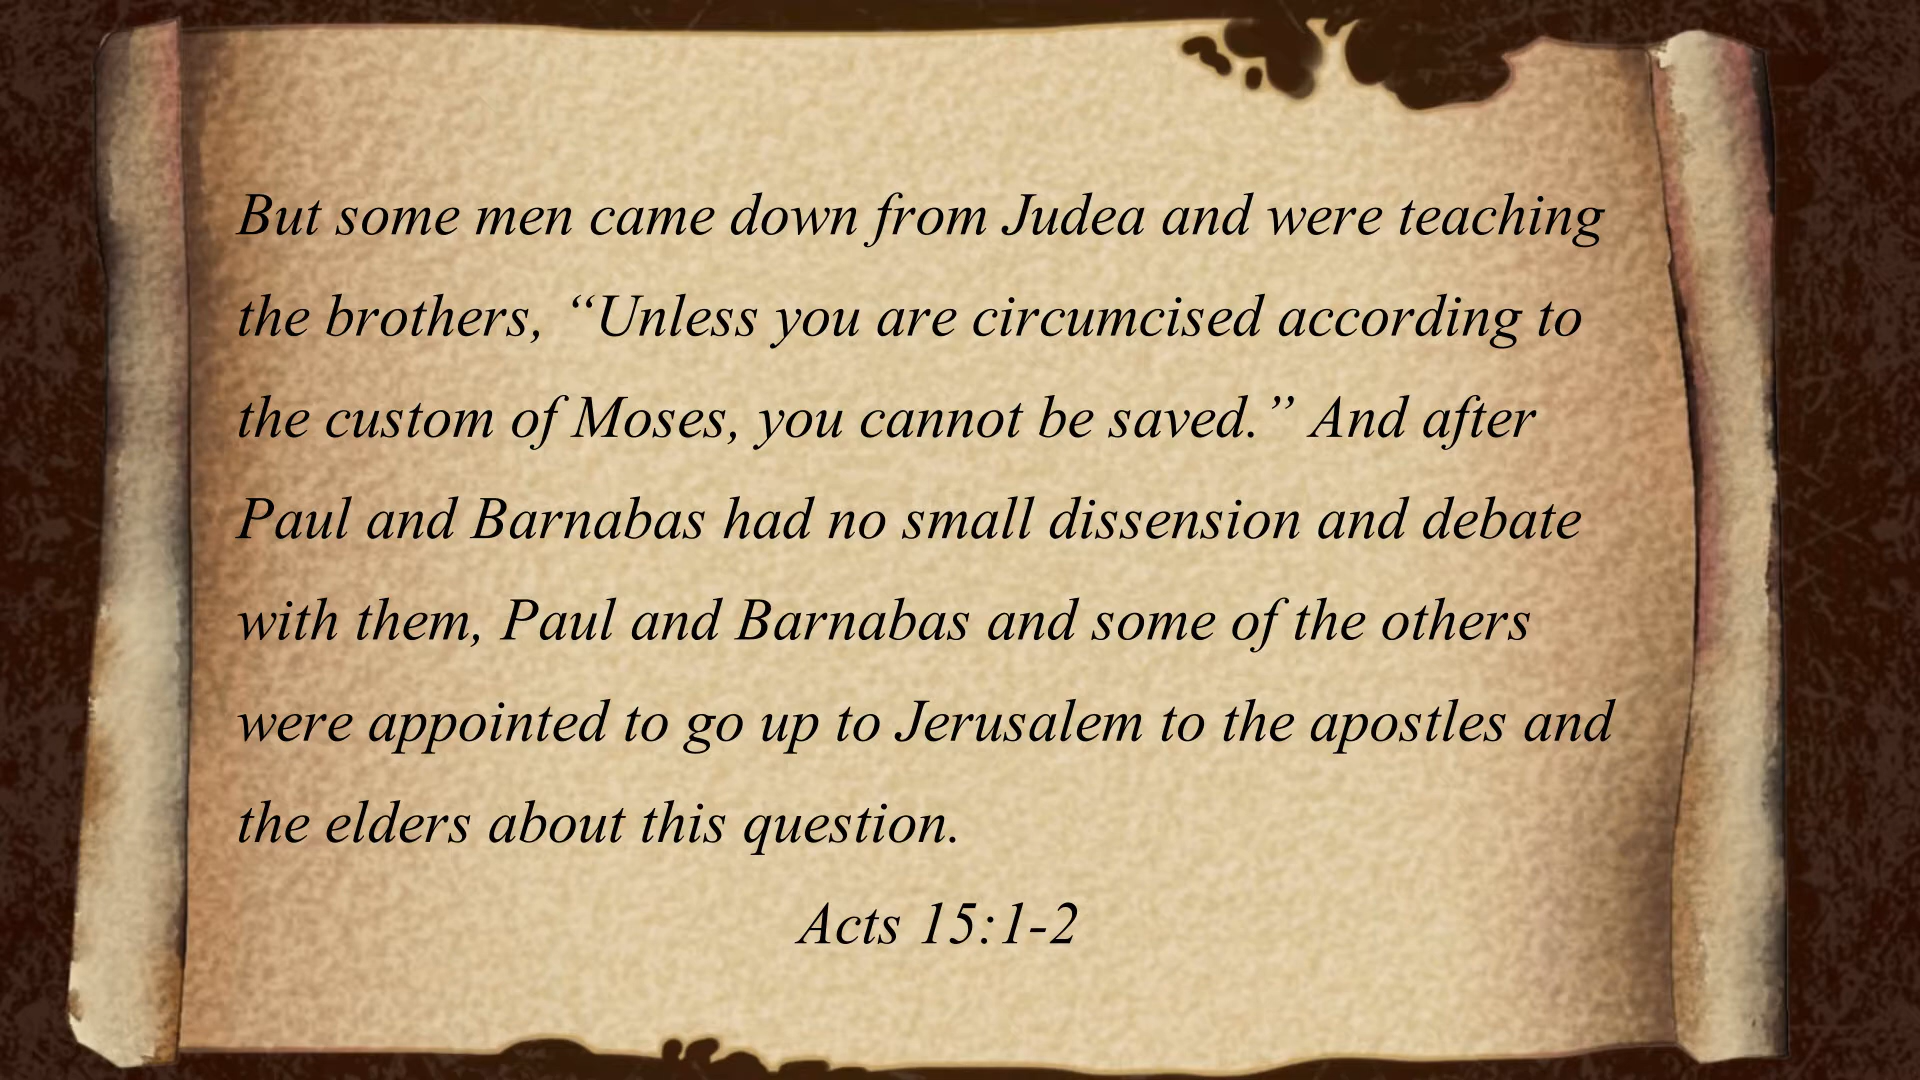 But some men came down from Judea and were teaching
the brothers, “Unless you are circumcised according to
the custom of Moses, you cannot be saved.” And after
Paul and Barnabas had no small dissension and debate
with them, Paul and Barnabas and some of the others
were appointed to go up to Jerusalem to the apostles and
the elders about this question.
Acts 15:1-2